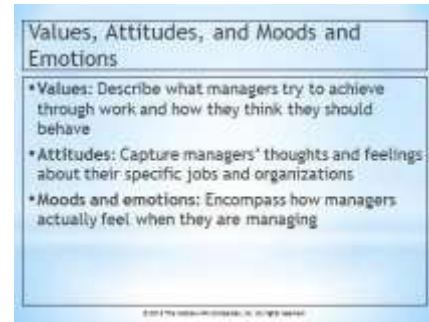 Values, Attitudes, and Moods and
Emotions
•Values: Describe what managers try to achieve
through work and how they think they should
behave
•Attitudes: Capture managers' thoughts and feelings
about their specific jobs and organizations
•Moods and emotions: Encompass how managers
actually feel when they are managing